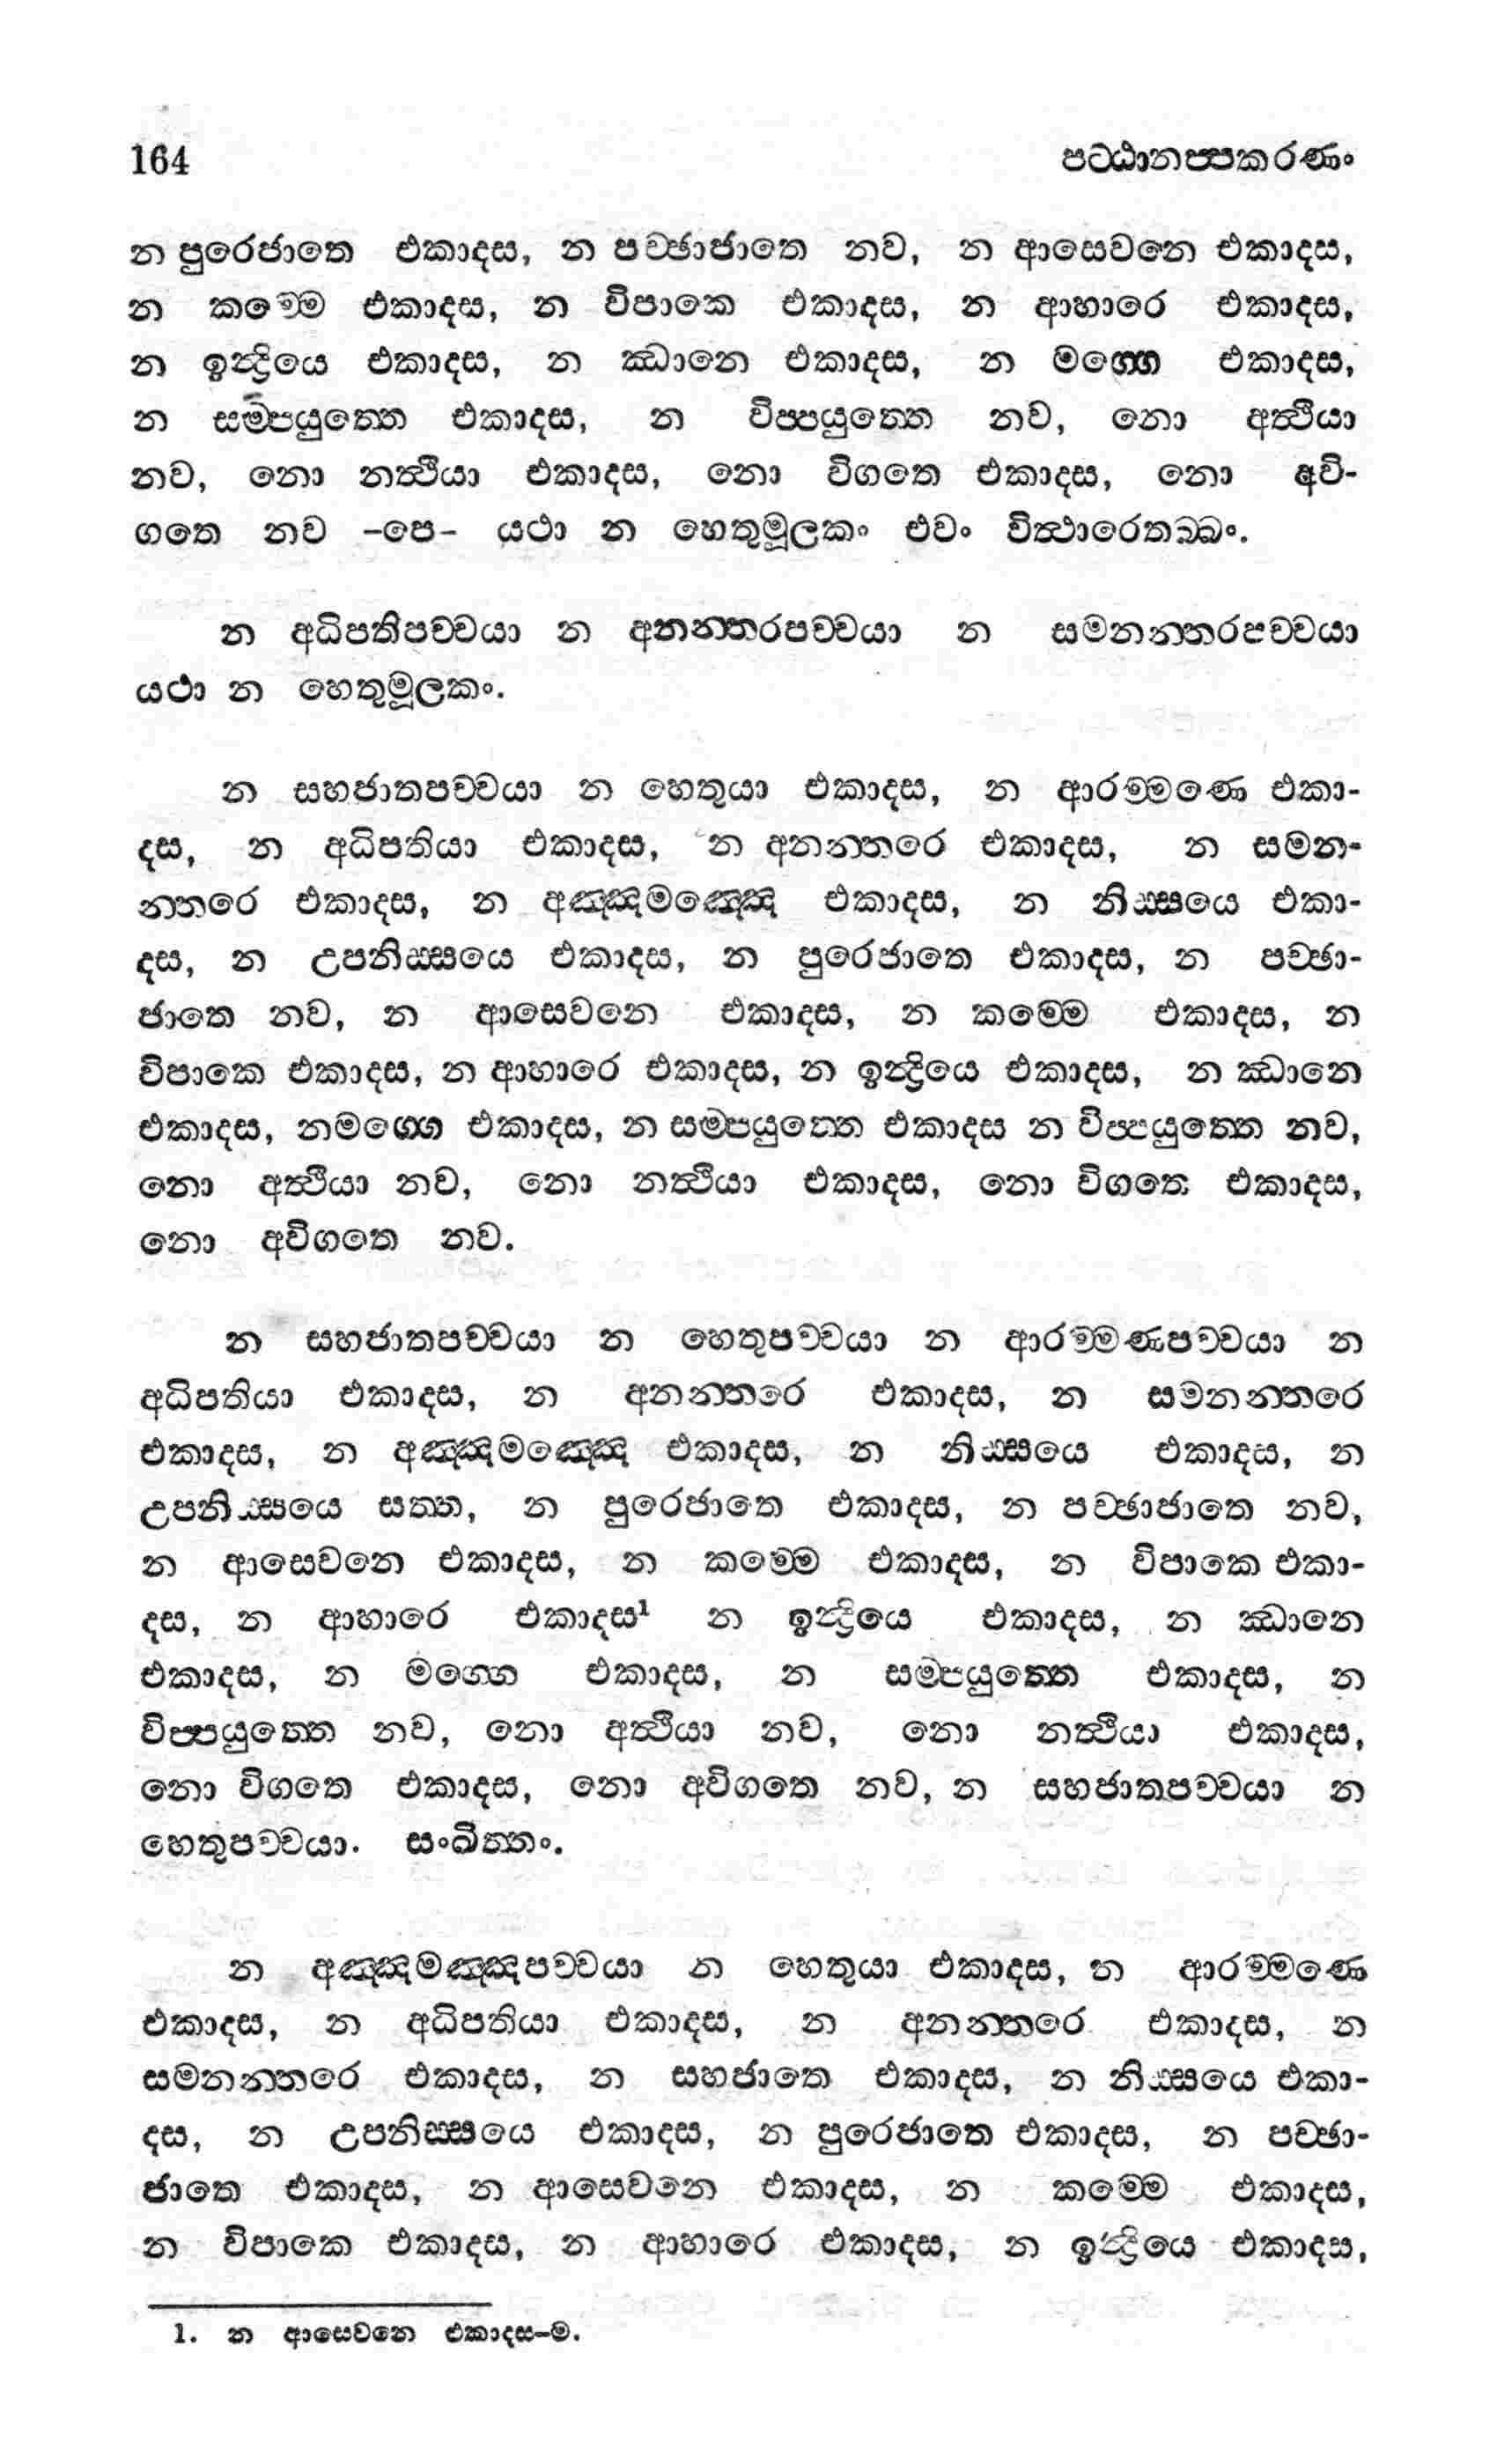 164 පට්ඨානප්පකරණං
න පුරෙජාතෙ එකාදස, න පච්ඡාජාතෙ නව, න ආසෙවනෙ එකාදස,
න කම්මෙ එකාදස, න විපාකෙ එකාදස, න ආහාරෙ එකාදස,
න ඉන්ද්‍රියෙ එකාදස, න ඣානෙ එකාදස, න මග්ගෙ එකාදස,
න සම්පයුත්තෙ එකාදස, න විප්පයුත්තෙ නව, නො අත්ථියා
නව, නො නත්ථියා එකාදස, නො විගතෙ එකාදස, නො අවි-
ගතෙ නව -පෙ- යථා න හෙතුමූලකං එවං විත්ථාරෙතබ්බං.
න අධිපතිපච්චයා න අනන්තරපච්චයා න සමනන්තරපච්චයා
යථා න හෙතුමූලකං.
න සහජාතපච්චයා න හෙතුයා එකාදස, න ආරම්මණෙ එකා-
දස, න අධිපතියා එකාදස, න අනන්තරෙ එකාදස, න සමන-
න්තරෙ එකාදස, න අඤ්ඤමඤ්ඤෙ එකාදස, න නිස්සයෙ එකා-
දස, න උපනිස්සයෙ එකාදස, න පුරෙජාතෙ එකාදස, න පච්ඡා-
ජාතෙ නව, න ආසෙවනෙ එකාදස, න කම්මෙ එකාදස, න
විපාකෙ එකාදස, න ආහාරෙ එකාදස, න ඉන්ද්‍රියෙ එකාදස, න ඣානෙ
එකාදස, නමග්ගෙ එකාදස, න සම්පයුත්තෙ එකාදස න විප්පයුත්තෙ නව,
නො අත්ථියා නව, නො නත්ථියා එකාදස, නො විගතෙ එකාදස,
නො අවිගතෙ නව.
න සහජාතපච්චයා න හෙතුපච්චයා න ආරම්මණපච්චයා න
අධිපතියා එකාදස, න අනන්තරෙ එකාදස, න සමනන්තරෙ
එකාදස, න අඤ්ඤමඤ්ඤෙ එකාදස, න නිස්සයෙ එකාදස, න
උපනිස්සයෙ සත්ත, න පුරෙජාතෙ එකාදස, න පච්ඡාජාතෙ නව,
න ආසෙවනෙ එකාදස, න කම්මෙ එකාදස, න විපාකෙ එකා-
දස, න ආහාරෙ එකාදස¹ න ඉන්ද්‍රියෙ එකාදස, න ඣානෙ
එකාදස, න මග්ගෙ එකාදස, න සම්පයුත්තෙ එකාදස, න
විප්පයුත්තෙ නව, නො අත්ථියා නව, නො නත්ථියා එකාදස,
නො විගතෙ එකාදස, නො අවිගතෙ නව, න සහජාතපච්චයා න
හෙතුපච්චයා. සංඛිත්තං.
න අඤ්ඤමඤ්ඤපච්චයා න හෙතුයා එකාදස, න ආරම්මණෙ
එකාදස, න අධිපතියා එකාදස, න අනන්තරෙ එකාදස, න
සමනන්තරෙ එකාදස, න සහජාතෙ එකාදස, න නිස්සයෙ එකා-
දස, න උපනිස්සයෙ එකාදස, න පුරෙජාතෙ එකාදස, න පච්ඡා-
ජාතෙ එකාදස, න ආසෙවනෙ එකාදස, න කම්මෙ එකාදස,
න විපාකෙ එකාදස, න ආහාරෙ එකාදස, න ඉන්ද්‍රියෙ එකාදස,
1. න ආසෙවනෙ එකාදස-ම.